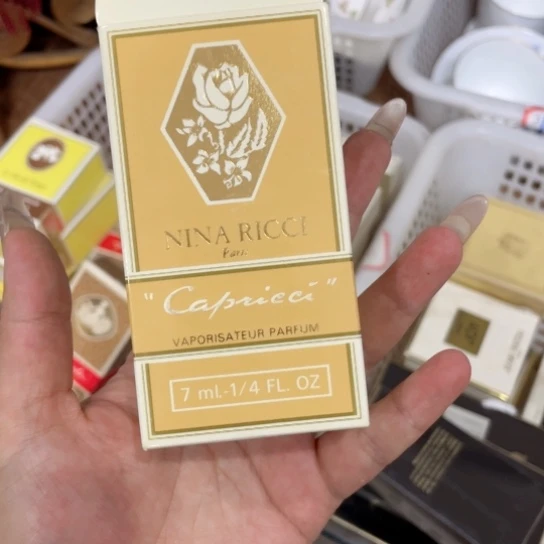 NINA RICCI
Paris
"Capricci"
VAPORISATEUR PARFUM
7 ml-1/4 FL. OZ